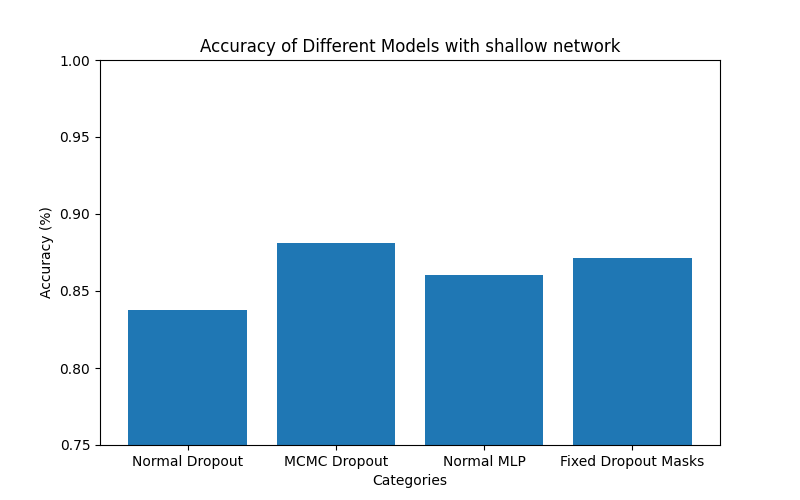 Accuracy of Different Models with shallow network
1.00
0.95
0.90
0.85
0.80
0.75
Accuracy (%)
Normal Dropout
MCMC Dropout
Normal MLP
Fixed Dropout Masks
Categories